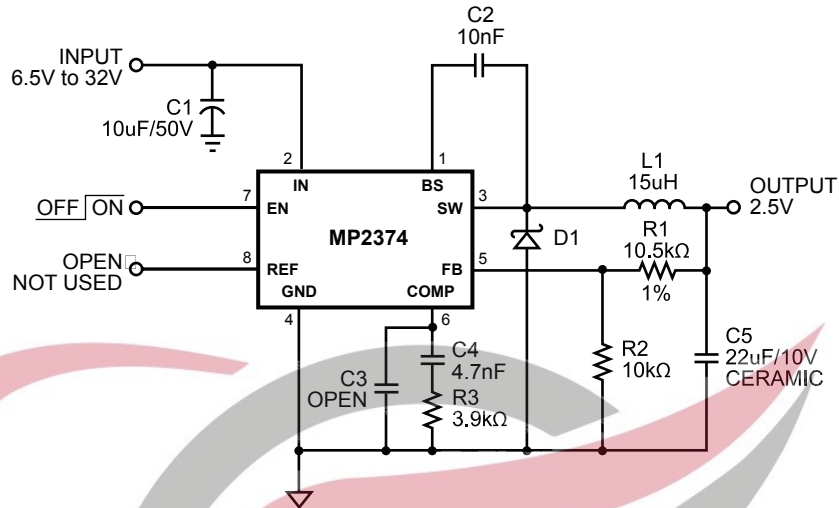 C2
10nF
INPUT
6.5V to 32V
C1
10uF/50V
2
1
IN
BS
L1
15uH
OFF ON
7
EN
3
SW
OUTPUT
2.5V
MP2374
D1
R1
10.5kΩ
1%
OPEN
NOT USED
8
REF
5
FB
GND
COMP
4
6
C3
OPEN
C4
4.7nF
R3
3.9kΩ
R2
10kΩ
C5
22uF/10V
CERAMIC